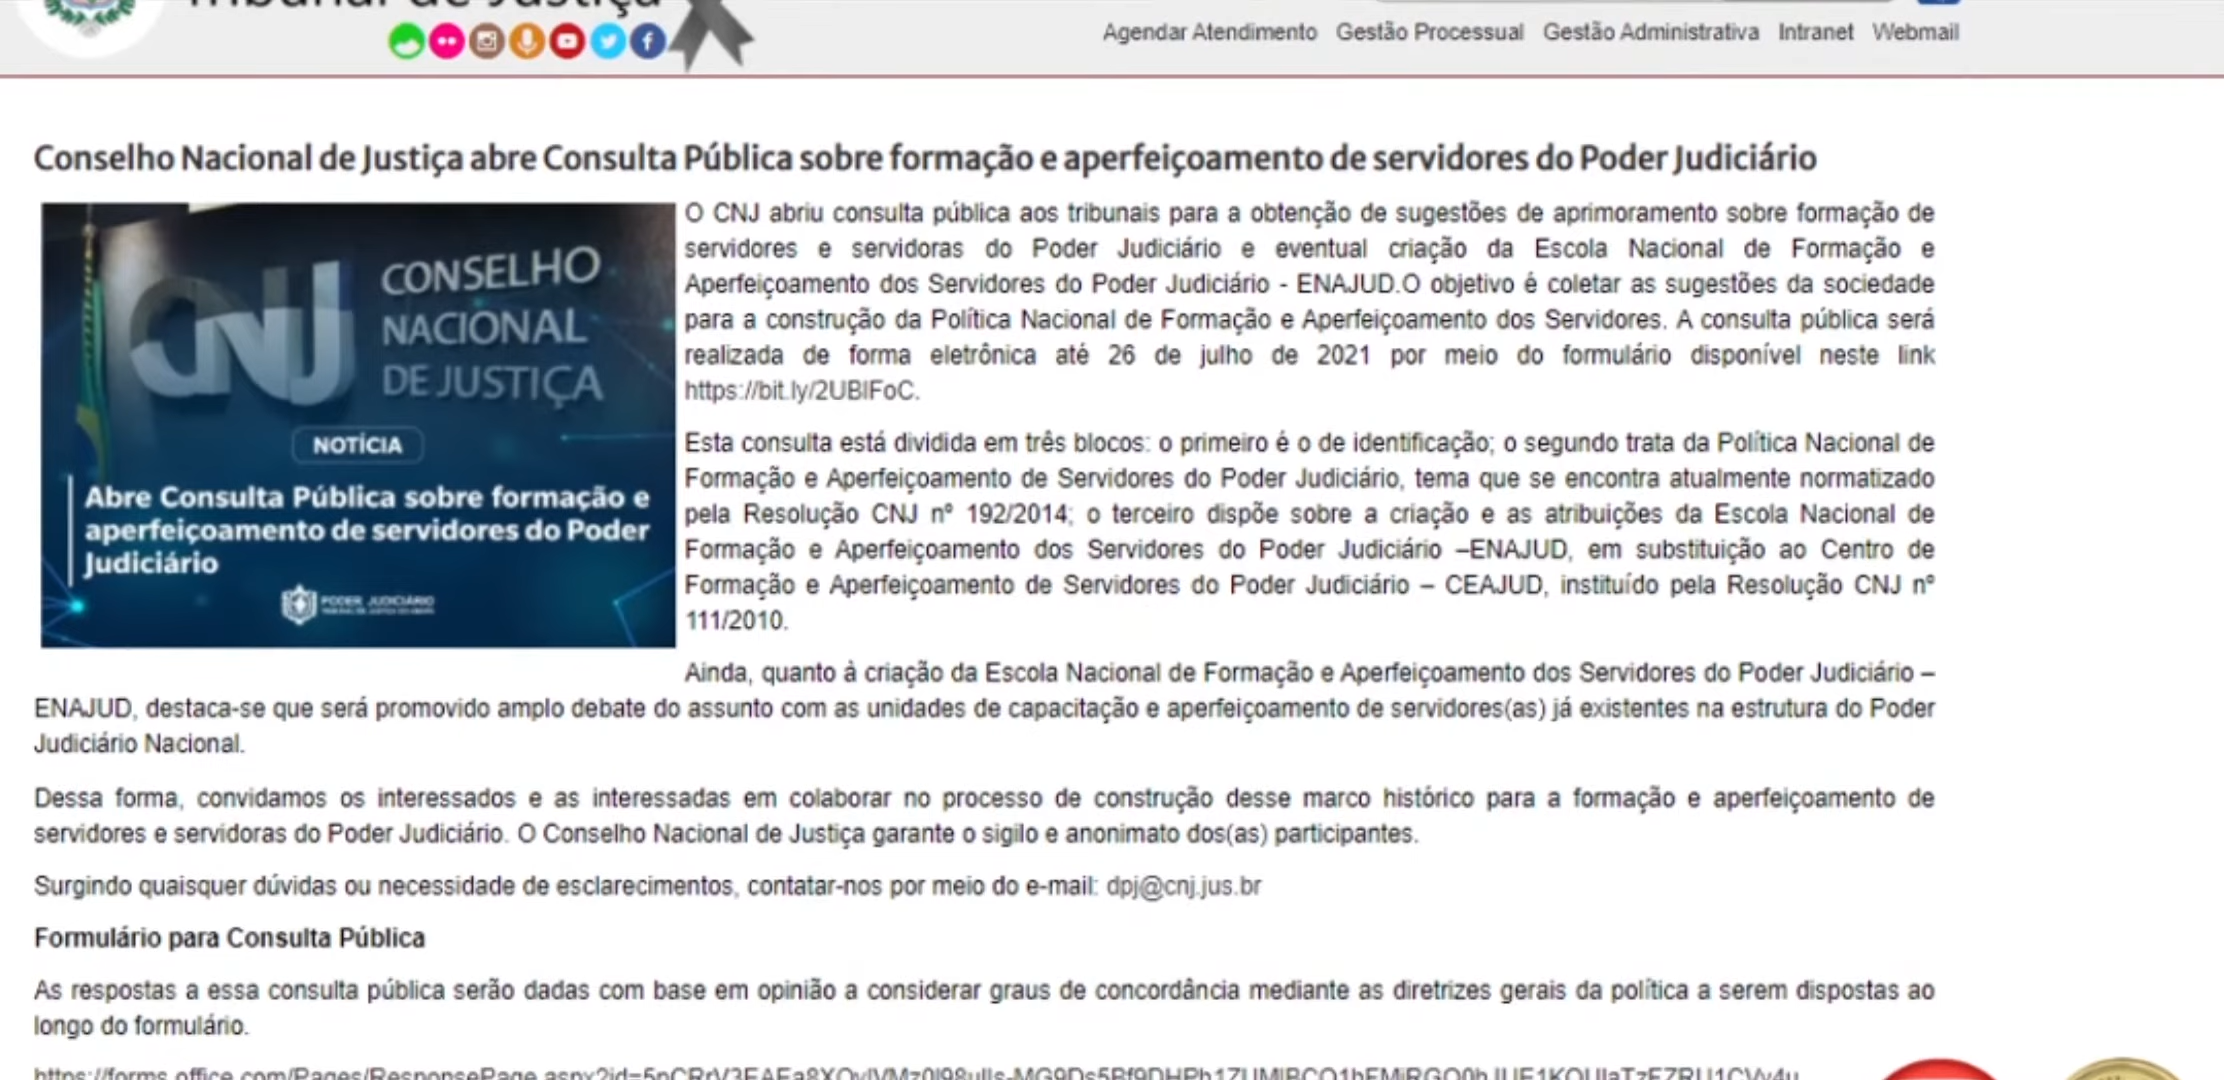 Tribunal de Justiça
Agendar Atendimento Gestão Processual Gestão Administrativa Intranet Webmail
Conselho Nacional de Justiça abre Consulta Pública sobre formação e aperfeiçoamento de servidores do Poder Judiciário
CNJ CONSELHO
NACIONAL
DE JUSTIÇA
NOTÍCIA
Abre Consulta Pública sobre formação e
aperfeiçoamento de servidores do Poder
Judiciário
PODER JUDICIÁRIO
O CNJ abriu consulta pública aos tribunais para a obtenção de sugestões de aprimoramento sobre formação de
servidores e servidoras do Poder Judiciário e eventual criação da Escola Nacional de Formação e
Aperfeiçoamento dos Servidores do Poder Judiciário - ENAJUD.O objetivo é coletar as sugestões da sociedade
para a construção da Política Nacional de Formação e Aperfeiçoamento dos Servidores. A consulta pública será
realizada de forma eletrônica até 26 de julho de 2021 por meio do formulário disponível neste link
https://bit.ly/2UBlFoC.
Esta consulta está dividida em três blocos: o primeiro é o de identificação; o segundo trata da Política Nacional de
Formação e Aperfeiçoamento de Servidores do Poder Judiciário, tema que se encontra atualmente normatizado
pela Resolução CNJ nº 192/2014; o terceiro dispõe sobre a criação e as atribuições da Escola Nacional de
Formação e Aperfeiçoamento dos Servidores do Poder Judiciário –ENAJUD, em substituição ao Centro de
Formação e Aperfeiçoamento de Servidores do Poder Judiciário – CEAJUD, instituído pela Resolução CNJ nº
111/2010.
Ainda, quanto à criação da Escola Nacional de Formação e Aperfeiçoamento dos Servidores do Poder Judiciário –
ENAJUD, destaca-se que será promovido amplo debate do assunto com as unidades de capacitação e aperfeiçoamento de servidores(as) já existentes na estrutura do Poder
Judiciário Nacional.
Dessa forma, convidamos os interessados e as interessadas em colaborar no processo de construção desse marco histórico para a formação e aperfeiçoamento de
servidores e servidoras do Poder Judiciário. O Conselho Nacional de Justiça garante o sigilo e anonimato dos(as) participantes.
Surgindo quaisquer dúvidas ou necessidade de esclarecimentos, contatar-nos por meio do e-mail: dpj@cnj.jus.br
Formulário para Consulta Pública
As respostas a essa consulta pública serão dadas com base em opinião a considerar graus de concordância mediante as diretrizes gerais da política a serem dispostas ao
longo do formulário.